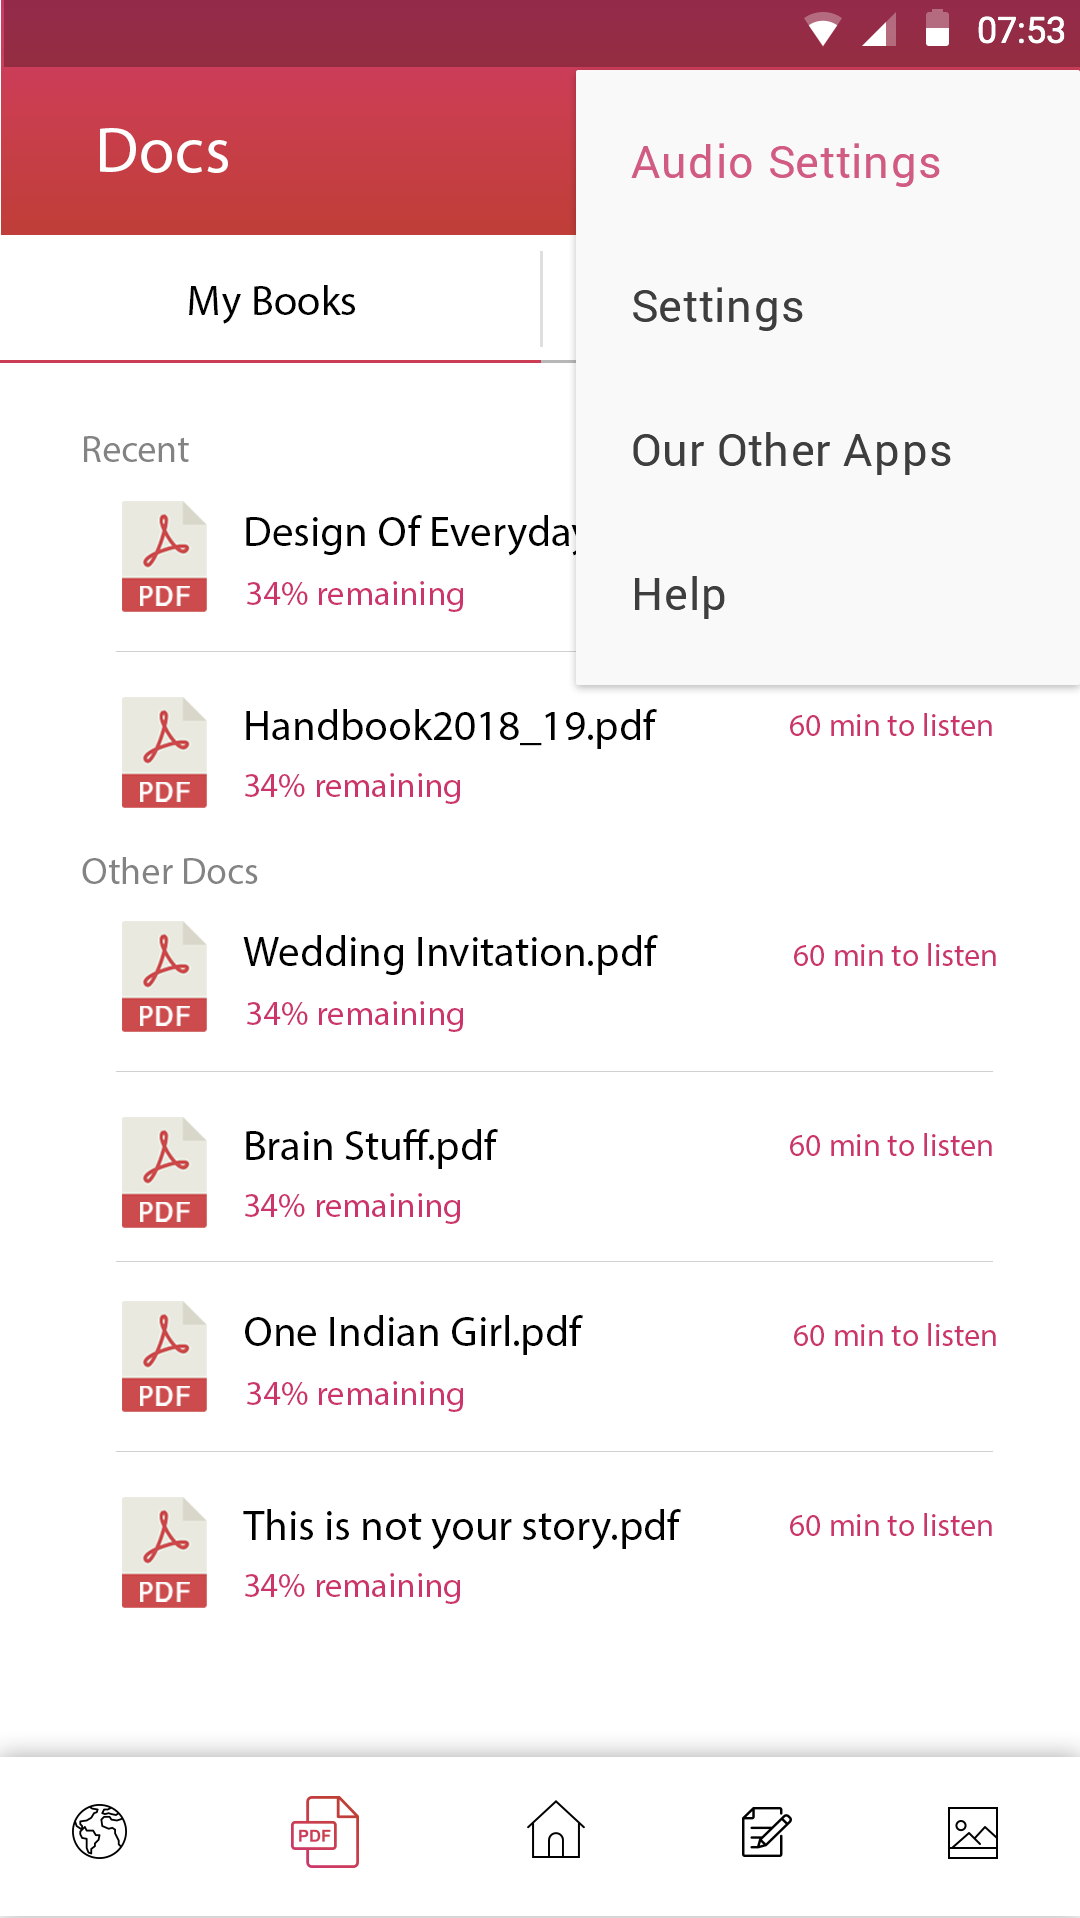 07:53
Docs
Audio Settings
Settings
Our Other Apps
Help
My Books
Recent
Design Of Everyday
34% remaining
PDF
Handbook2018_19.pdf
60 min to listen
34% remaining
PDF
Other Docs
Wedding Invitation.pdf
60 min to listen
34% remaining
PDF
Brain Stuff.pdf
60 min to listen
34% remaining
PDF
One Indian Girl.pdf
60 min to listen
34% remaining
PDF
This is not your story.pdf
60 min to listen
34% remaining
PDF
PDF